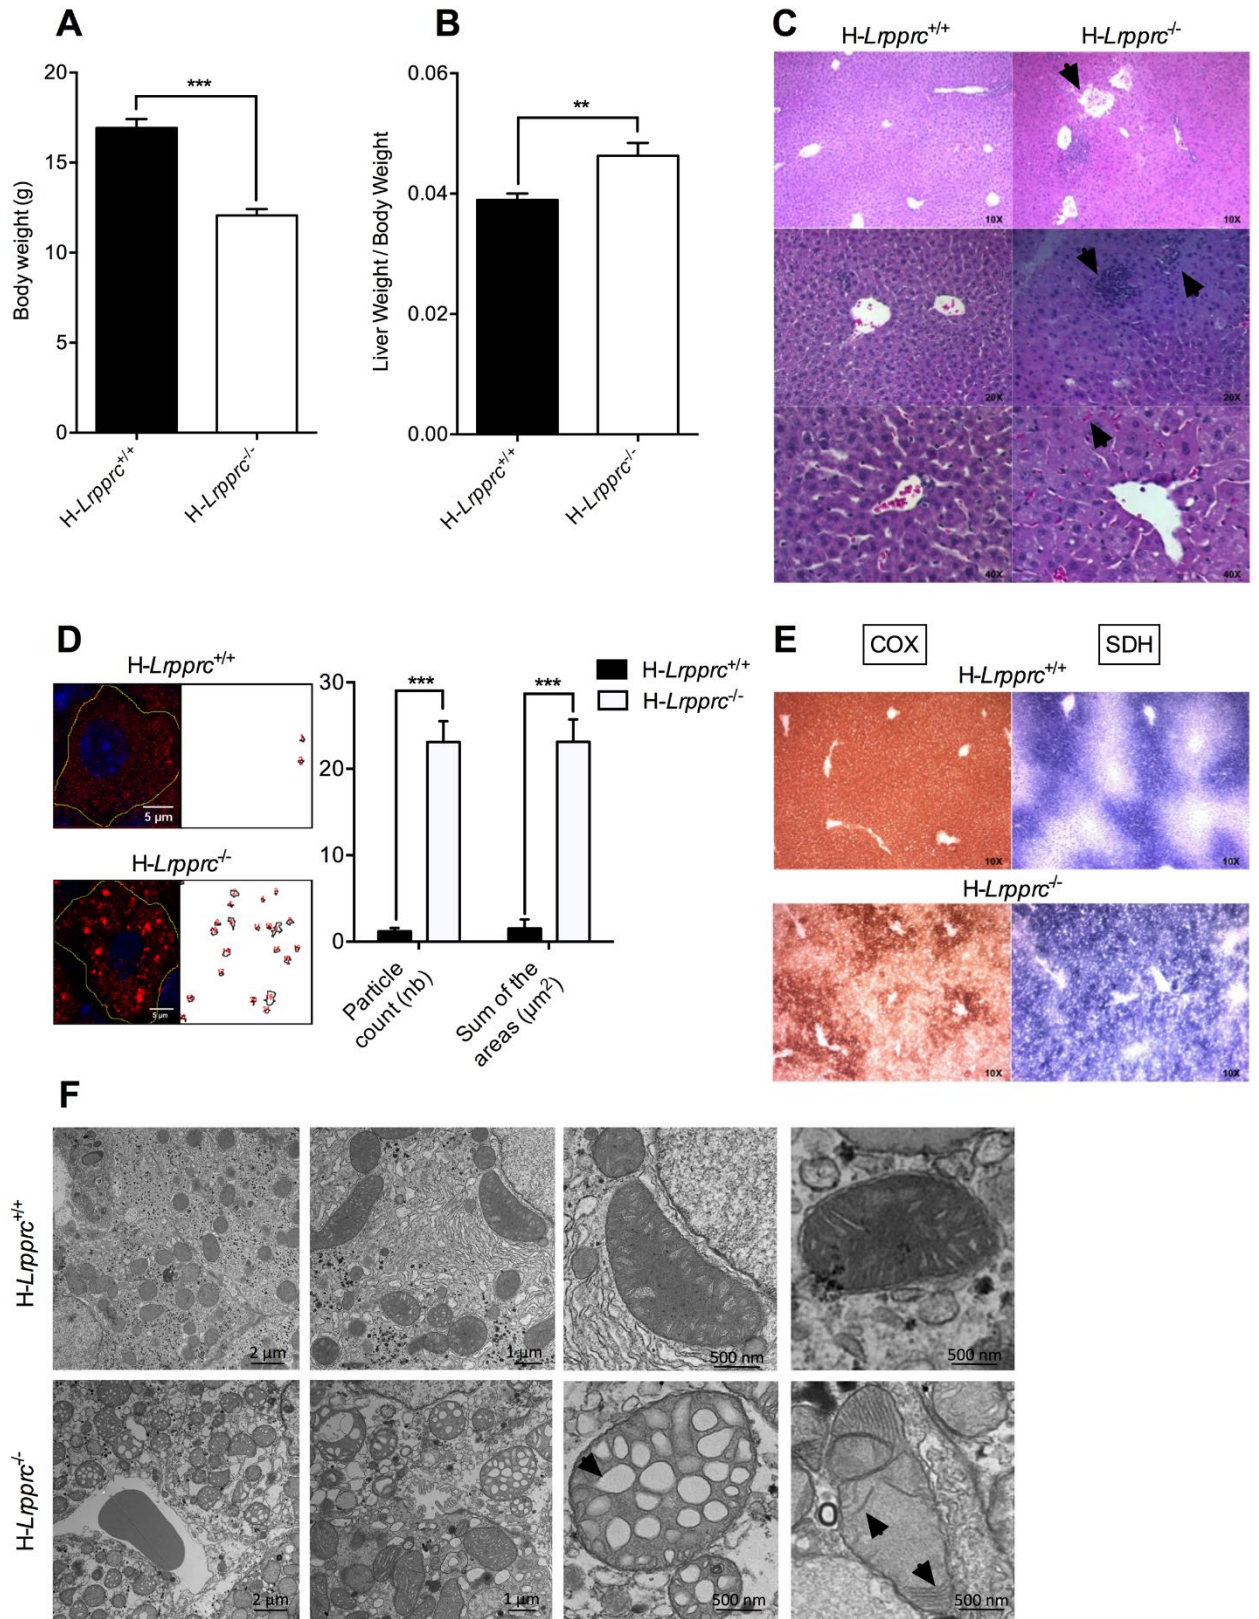 A
Body weight (g)
20
15
10
5
0
***
H-Lrpprc+/+
H-Lrpprc-/-
B
Liver Weight / Body Weight
0.06
0.04
0.02
0.00
**
H-Lrpprc+/+
H-Lrpprc-/-
C
H-Lrpprc+/+
H-Lrpprc-/-
10X
10X
20X
20X
40X
40X
D
H-Lrpprc+/+
5 µm
H-Lrpprc-/-
5 µm
30
20
10
0
***
***
H-Lrpprc+/+
H-Lrpprc-/-
Particle
count (nb)
Sum of the
areas (µm2)
E
COX
SDH
H-Lrpprc+/+
10X
10X
H-Lrpprc-/-
10X
10X
F
H-Lrpprc+/+
2 µm
1 µm
500 nm
500 nm
H-Lrpprc-/-
2 µm
1 µm
500 nm
500 nm